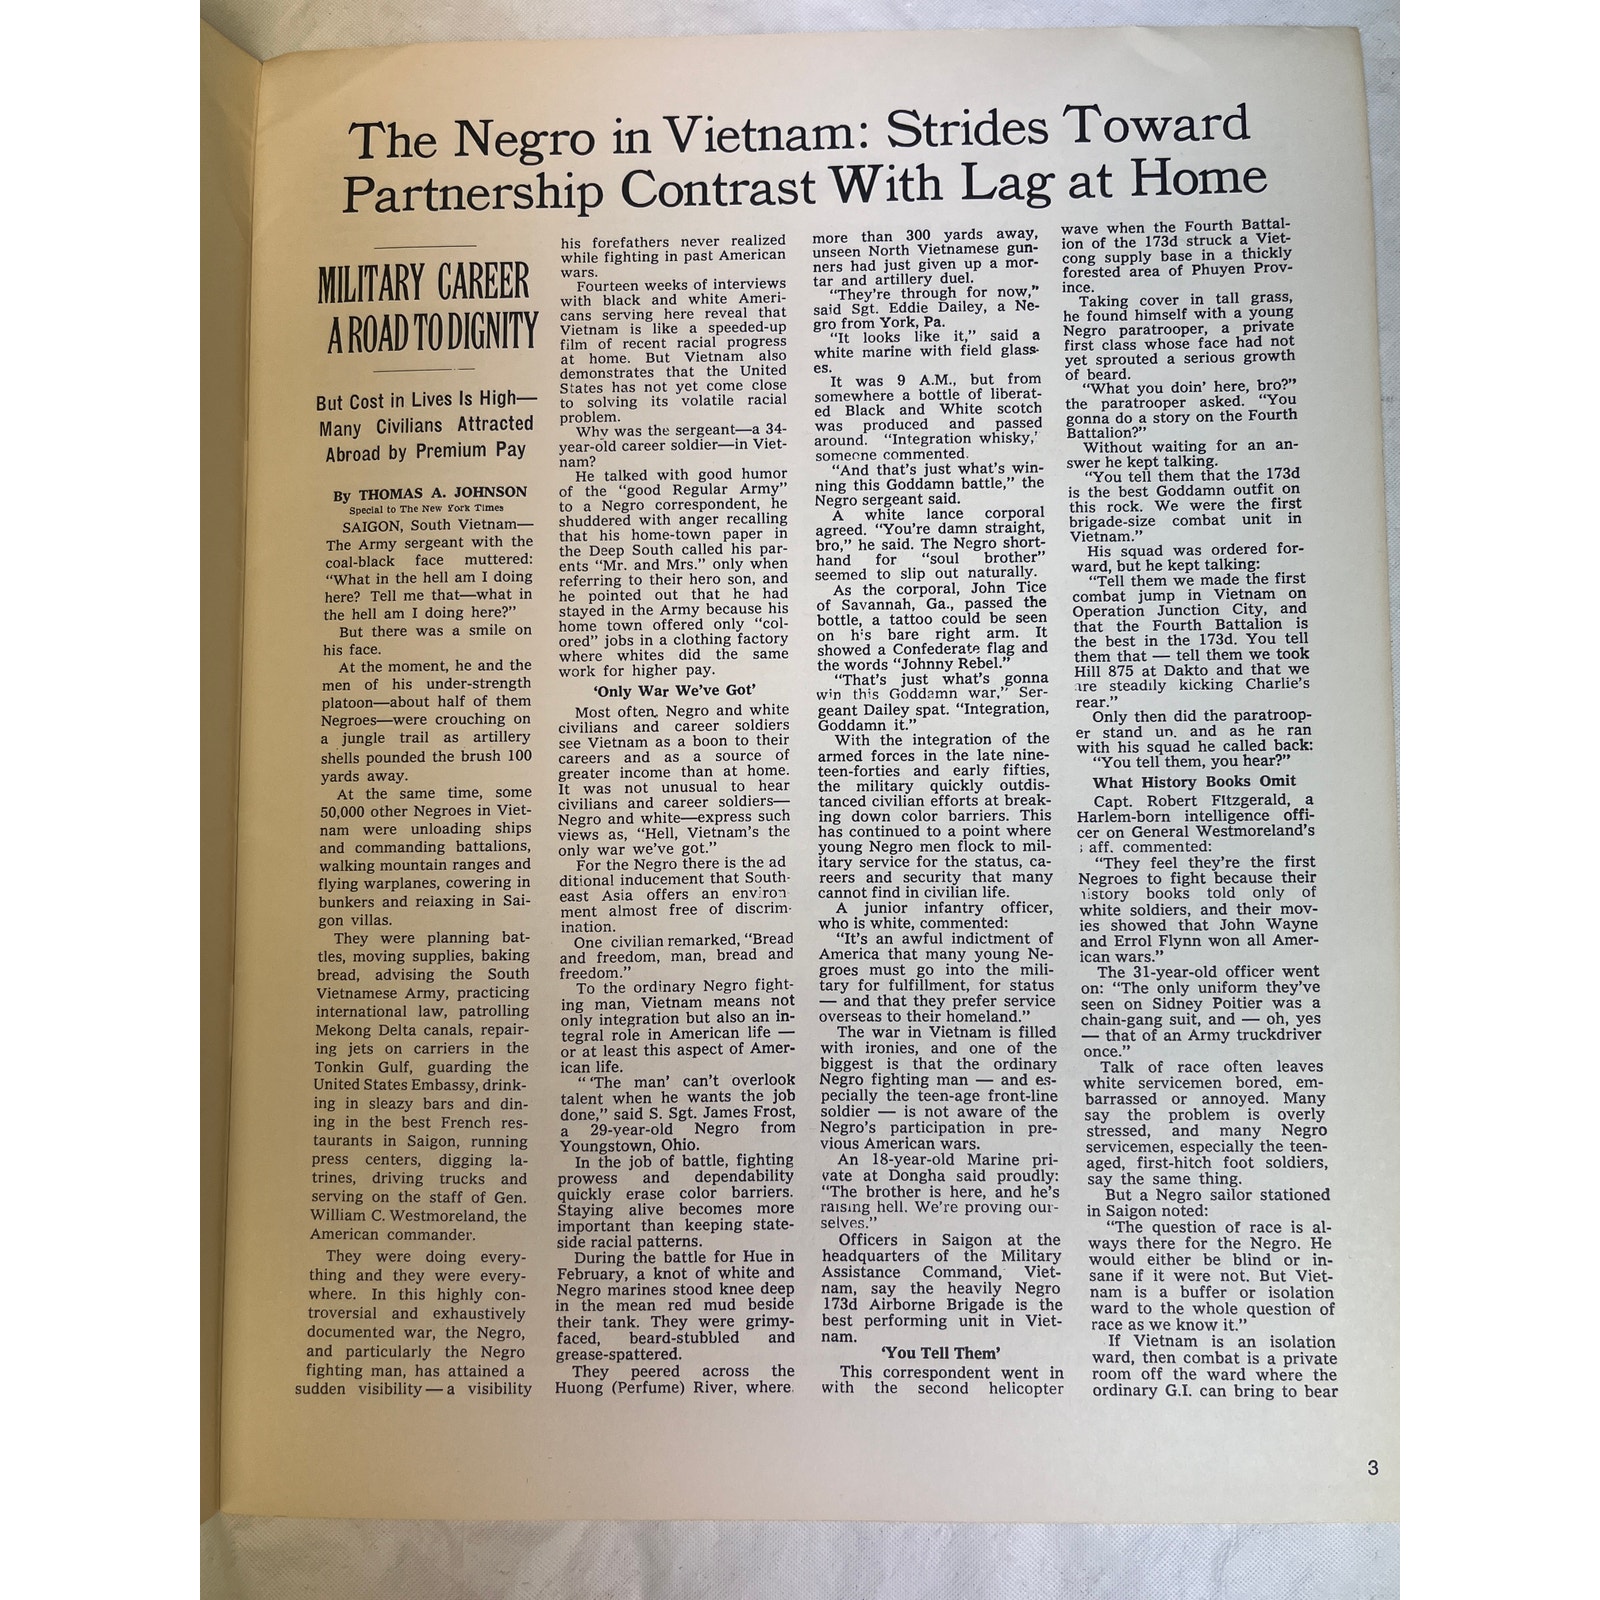 The Negro in Vietnam: Strides Toward
Partnership Contrast With Lag at Home
MILITARY CAREER
A ROAD TO DIGNITY
But Cost in Lives Is High—
Many Civilians Attracted
Abroad by Premium Pay
By THOMAS A. JOHNSON
Special to The New York Times
SAIGON, South Vietnam—
The Army sergeant with the
coal-black face muttered:
“What in the hell am I doing
here? Tell me that—what in
the hell am I doing here?”
But there was a smile on
his face.
At the moment, he and the
men of his under-strength
platoon—about half of them
Negroes—were crouching on
a jungle trail as artillery
shells pounded the brush 100
yards away.
At the same time, some
50,000 other Negroes in Viet-
nam were unloading ships
and commanding battalions,
walking mountain ranges and
flying warplanes, cowering in
bunkers and relaxing in Sai-
gon villas.
They were planning bat-
tles, moving supplies, baking
bread, advising the South
Vietnamese Army, practicing
international law, patrolling
Mekong Delta canals, repair-
ing jets on carriers in the
Tonkin Gulf, guarding the
United States Embassy, drink-
ing in sleazy bars and din-
ing in the best French res-
taurants in Saigon, running
press centers, digging la-
trines, driving trucks and
serving on the staff of Gen.
William C. Westmoreland, the
American commander.
They were doing every-
thing and they were every-
where. In this highly con-
troversial and exhaustively
documented war, the Negro,
and particularly the Negro
fighting man, has attained a
sudden visibility—a visibility
his forefathers never realized
while fighting in past American
wars.
Fourteen weeks of interviews
with black and white Ameri-
cans serving here reveal that
Vietnam is like a speeded-up
film of recent racial progress
at home. But Vietnam also
demonstrates that the United
States has not yet come close
to solving its volatile racial
problem.
Why was the sergeant—a 34-
year-old career soldier—in Viet-
nam?
He talked with good humor
of the “good Regular Army”
to a Negro correspondent, he
shuddered with anger recalling
that his home-town paper in
the Deep South called his par-
ents “Mr. and Mrs.” only when
referring to their hero son, and
he pointed out that he had
stayed in the Army because his
home town offered only “col-
ored” jobs in a clothing factory
where whites did the same
work for higher pay.
‘Only War We’ve Got’
Most often, Negro and white
civilians and career soldiers
see Vietnam as a boon to their
careers and as a source of
greater income than at home.
It was not unusual to hear
civilians and career soldiers—
Negro and white—express such
views as, “Hell, Vietnam’s the
only war we’ve got.”
For the Negro there is the ad
ditional inducement that South-
east Asia offers an environ-
ment almost free of discrim-
ination.
One civilian remarked, “Bread
and freedom, man, bread and
freedom.”
To the ordinary Negro fight-
ing man, Vietnam means not
only integration but also an in-
tegral role in American life —
or at least this aspect of Amer-
ican life.
“ ‘The man’ can’t overlook
talent when he wants the job
done,” said S. Sgt. James Frost,
a 29-year-old Negro from
Youngstown, Ohio.
In the job of battle, fighting
prowess and dependability
quickly erase color barriers.
Staying alive becomes more
important than keeping state-
side racial patterns.
During the battle for Hue in
February, a knot of white and
Negro marines stood knee deep
in the mean red mud beside
their tank. They were grimy-
faced, beard-stubbled and
grease-spattered.
They peered across the
Huong (Perfume) River, where
more than 300 yards away,
unseen North Vietnamese gun-
ners had just given up a mor-
tar and artillery duel.
“They’re through for now,”
said Sgt. Eddie Dailey, a Ne-
gro from York, Pa.
“It looks like it,” said a
white marine with field glass-
es.
It was 9 A.M., but from
somewhere a bottle of liberat-
ed Black and White scotch
was produced and passed
around. “Integration whisky,’
someone commented.
“And that’s just what’s win-
ning this Goddamn battle,” the
Negro sergeant said.
A white lance corporal
agreed. “You’re damn straight,
bro,” he said. The Negro short-
hand for “soul brother”
seemed to slip out naturally.
As the corporal, John Tice
of Savannah, Ga., passed the
bottle, a tattoo could be seen
on his bare right arm. It
showed a Confederate flag and
the words “Johnny Rebel.”
“That’s just what’s gonna
win this Goddamn war,” Ser-
geant Dailey spat. “Integration,
Goddamn it.”
With the integration of the
armed forces in the late nine-
teen-forties and early fifties,
the military quickly outdis-
tanced civilian efforts at break-
ing down color barriers. This
has continued to a point where
young Negro men flock to mil-
itary service for the status, ca-
reers and security that many
cannot find in civilian life.
A junior infantry officer,
who is white, commented:
“It’s an awful indictment of
America that many young Ne-
groes must go into the mili-
tary for fulfillment, for status
— and that they prefer service
overseas to their homeland.”
The war in Vietnam is filled
with ironies, and one of the
biggest is that the ordinary
Negro fighting man — and es-
pecially the teen-age front-line
soldier — is not aware of the
Negro’s participation in pre-
vious American wars.
An 18-year-old Marine pri-
vate at Dongha said proudly:
“The brother is here, and he’s
raising hell. We’re proving our-
selves.”
Officers in Saigon at the
headquarters of the Military
Assistance Command, Viet-
nam, say the heavily Negro
173d Airborne Brigade is the
best performing unit in Viet-
nam.
‘You Tell Them’
This correspondent went in
with the second helicopter
wave when the Fourth Battal-
ion of the 173d struck a Viet-
cong supply base in a thickly
forested area of Phuyen Prov-
ince.
Taking cover in tall grass,
he found himself with a young
Negro paratrooper, a private
first class whose face had not
yet sprouted a serious growth
of beard.
“What you doin’ here, bro?”
the paratrooper asked. “You
gonna do a story on the Fourth
Battalion?”
Without waiting for an an-
swer he kept talking.
“You tell them that the 173d
is the best Goddamn outfit on
this rock. We were the first
brigade-size combat unit in
Vietnam.”
His squad was ordered for-
ward, but he kept talking:
“Tell them we made the first
combat jump in Vietnam on
Operation Junction City, and
that the Fourth Battalion is
the best in the 173d. You tell
them that — tell them we took
Hill 875 at Dakto and that we
are steadily kicking Charlie’s
rear.”
Only then did the paratroop-
er stand up, and as he ran
with his squad he called back:
“You tell them, you hear?”
What History Books Omit
Capt. Robert Fitzgerald, a
Harlem-born intelligence offi-
cer on General Westmoreland’s
aff, commented:
“They feel they’re the first
Negroes to fight because their
history books told only of
white soldiers, and their mov-
ies showed that John Wayne
and Errol Flynn won all Amer-
ican wars.”
The 31-year-old officer went
on: “The only uniform they’ve
seen on Sidney Poitier was a
chain-gang suit, and — oh, yes
— that of an Army truckdriver
once.”
Talk of race often leaves
white servicemen bored, em-
barrassed or annoyed. Many
say the problem is overly
stressed, and many Negro
servicemen, especially the teen-
aged, first-hitch foot soldiers,
say the same thing.
But a Negro sailor stationed
in Saigon noted:
“The question of race is al-
ways there for the Negro. He
would either be blind or in-
sane if it were not. But Viet-
nam is a buffer or isolation
ward to the whole question of
race as we know it.”
If Vietnam is an isolation
ward, then combat is a private
room off the ward where the
ordinary G.I. can bring to bear
3